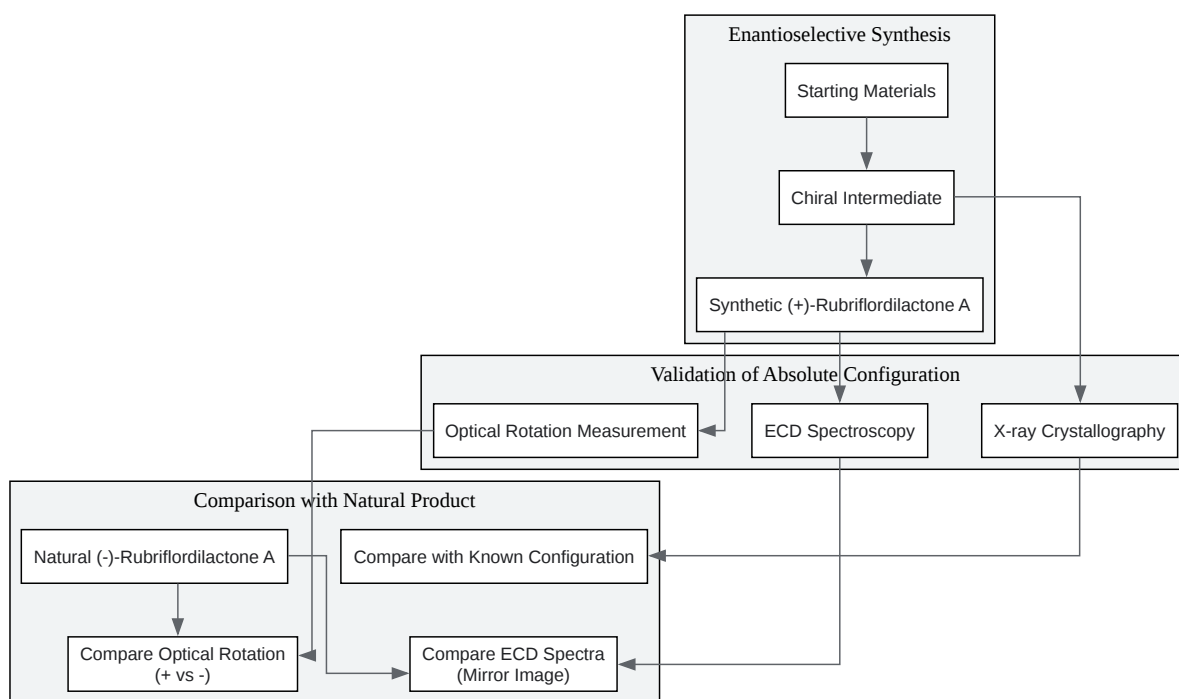 Enantioselective Synthesis
Starting Materials
Chiral Intermediate
Synthetic (+)-Rubriflordilactone A
Validation of Absolute Configuration
Optical Rotation Measurement
ECD Spectroscopy
X-ray Crystallography
Comparison with Natural Product
Natural (-)-Rubriflordilactone A
Compare with Known Configuration
Compare Optical Rotation
(+ vs -)
Compare ECD Spectra
(Mirror Image)